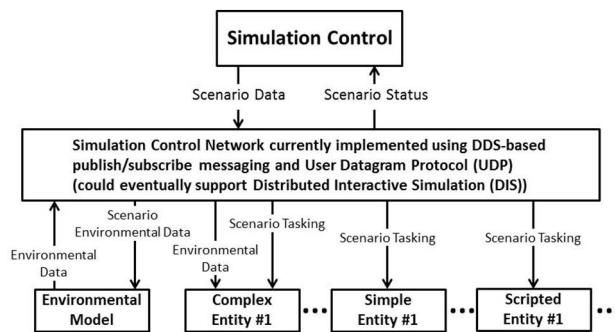 Simulation Control
Scenario Data
Scenario Status
Simulation Control Network currently implemented using DDS-based
publish/subscribe messaging and User Datagram Protocol (UDP)
(could eventually support Distributed Interactive Simulation (DIS))
Scenario
Environmental Data
Environmental
Data
Environmental
Data
Scenario Tasking
Scenario Tasking
Scenario Tasking
Environmental
Model
Complex
Entity #1
Simple
Entity #1
Scripted
Entity #1